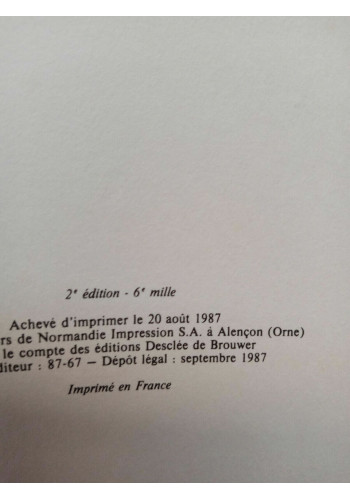 2ᵉ édition - 6ᵉ mille
Achevé d'imprimer le 20 août 1987
rs de Normandie Impression S.A. á Alençon (Orne)
le compte des éditions Desclée de Brouwer
diteur : 87-67 — Dépôt légal : septembre 1987
Imprimé en France